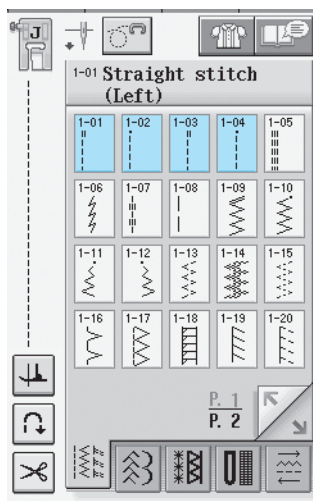 J
1-01 Straight stitch
(Left)
1-01 1-02 1-03 1-04 1-05
1-06 1-07 1-08 1-09 1-10
1-11 1-12 1-13 1-14 1-15
1-16 1-17 1-18 1-19 1-20
P. 1
P. 2